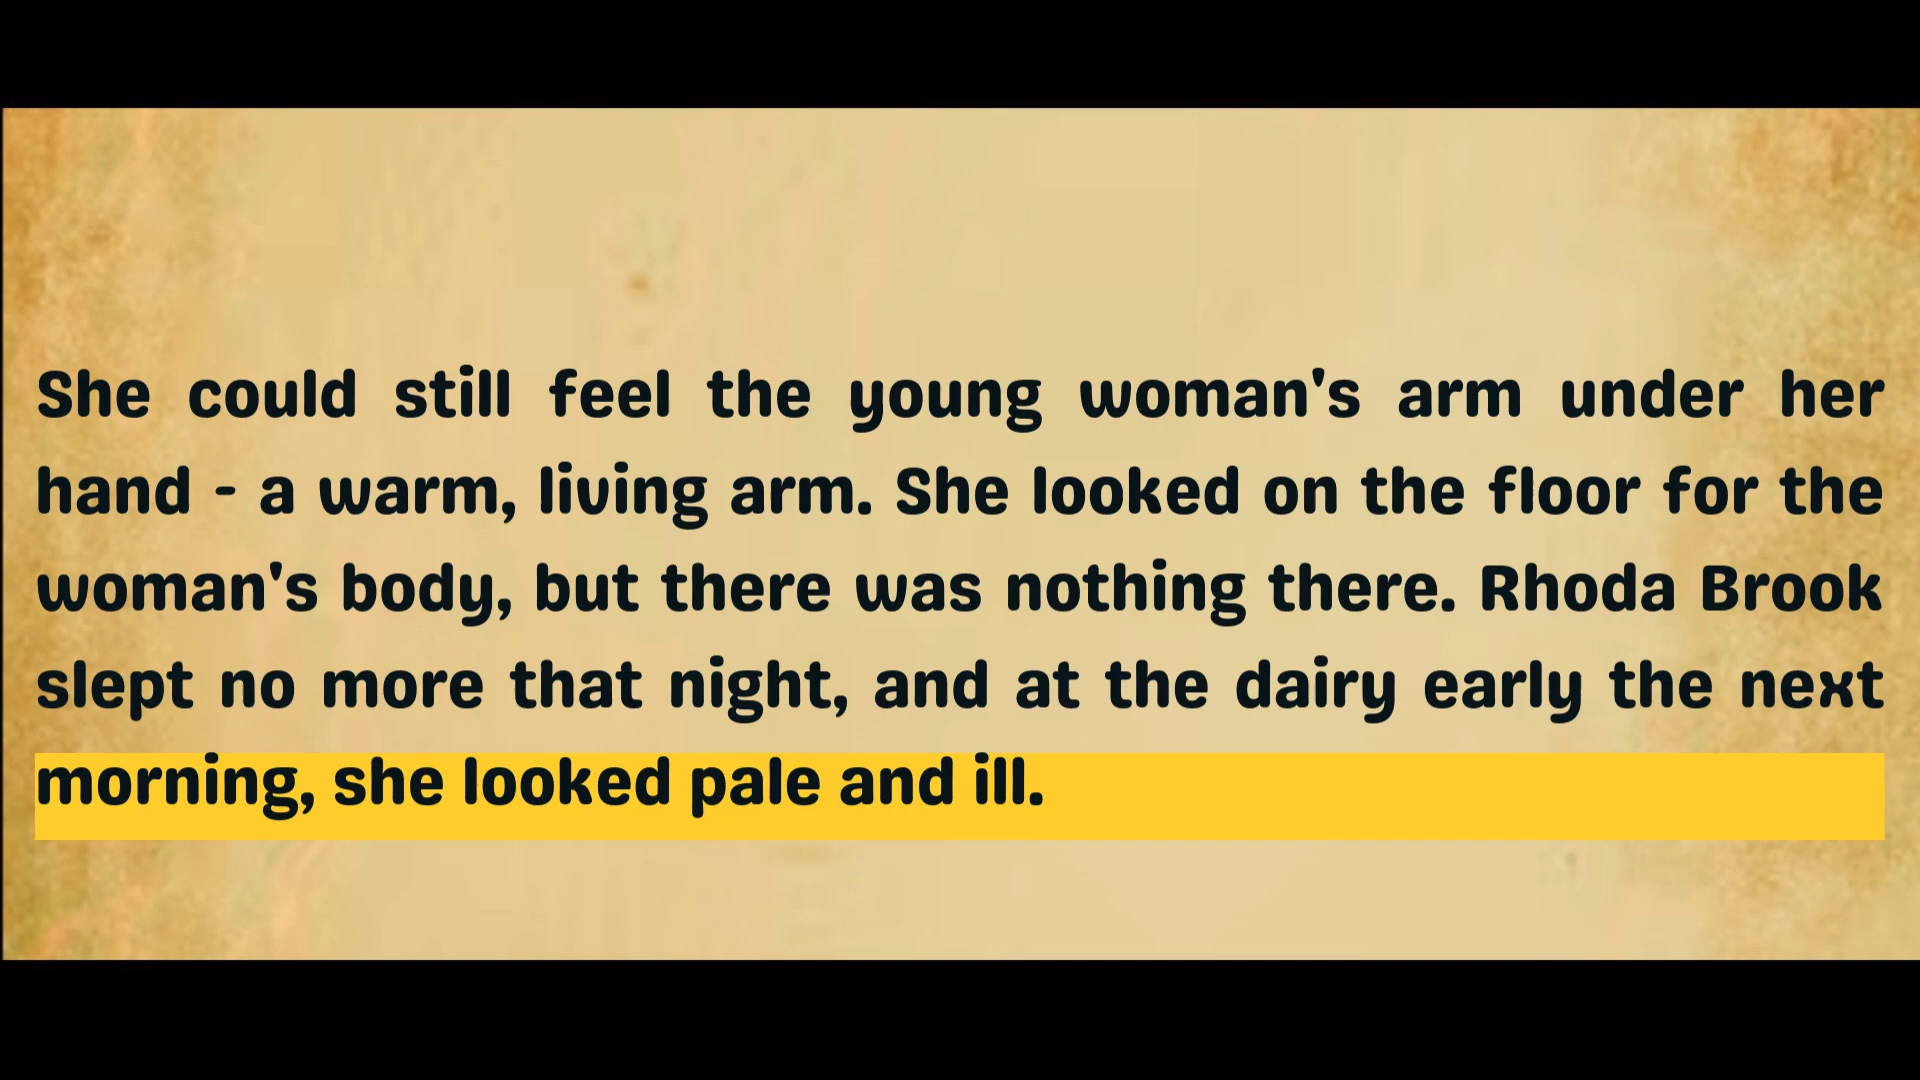 She could still feel the young woman's arm under her
hand - a warm, living arm. She looked on the floor for the
woman's body, but there was nothing there. Rhoda Brook
slept no more that night, and at the dairy early the next
morning, she looked pale and ill.